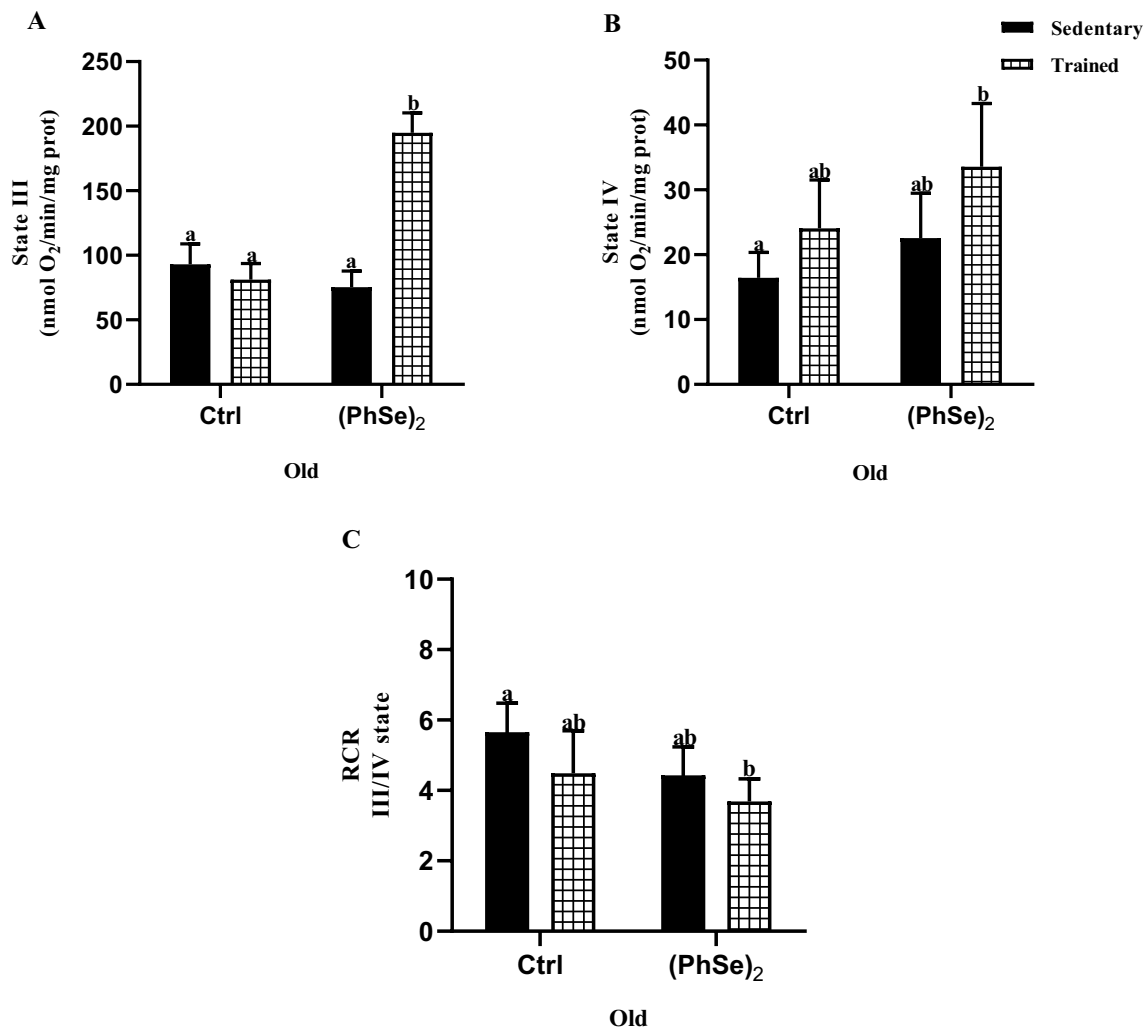 A
State III
(nmol O₂/min/mg prot)
250
200
150
100
50
0
a
a
a
b
Ctrl
(PhSe)₂
Old
B
Sedentary
Trained
State IV
(nmol O₂/min/mg prot)
50
40
30
20
10
0
a
ab
ab
b
Ctrl
(PhSe)₂
Old
C
RCR
III/IV state
10
8
6
4
2
0
a
ab
ab
b
Ctrl
(PhSe)₂
Old